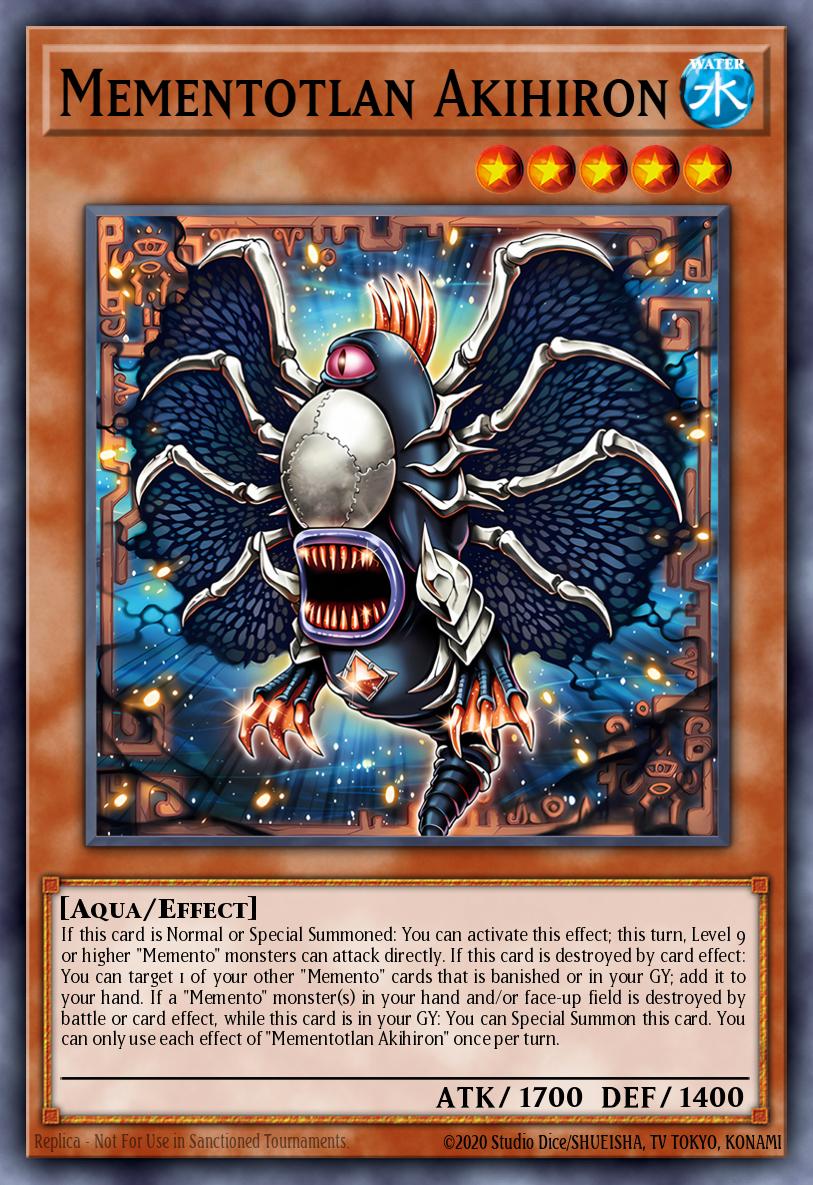 Mementotlan Akihiron
WATER
水
[Aqua/Effect]
If this card is Normal or Special Summoned: You can activate this effect; this turn, Level 9
or higher "Memento" monsters can attack directly. If this card is destroyed by card effect:
You can target 1 of your other "Memento" cards that is banished or in your GY; add it to
your hand. If a "Memento" monster(s) in your hand and/or face-up field is destroyed by
battle or card effect, while this card is in your GY: You can Special Summon this card. You
can only use each effect of "Mementotlan Akihiron" once per turn.
ATK/ 1700 DEF/ 1400
Replica - Not For Use in Sanctioned Tournaments.
©2020 Studio Dice/SHUEISHA, TV TOKYO, KONAMI